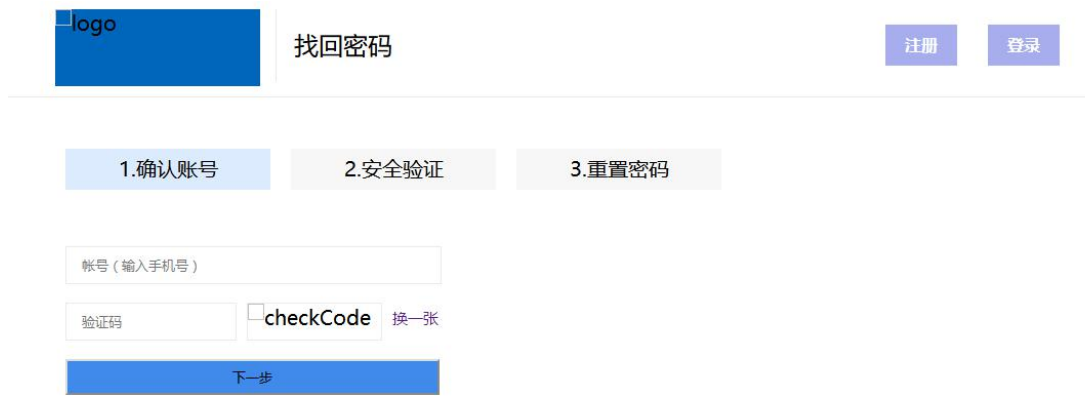 logo
找回密码
注册
登录
1.确认账号
2.安全验证
3.重置密码
帐号（输入手机号）
验证码
checkCode
换一张
下一步